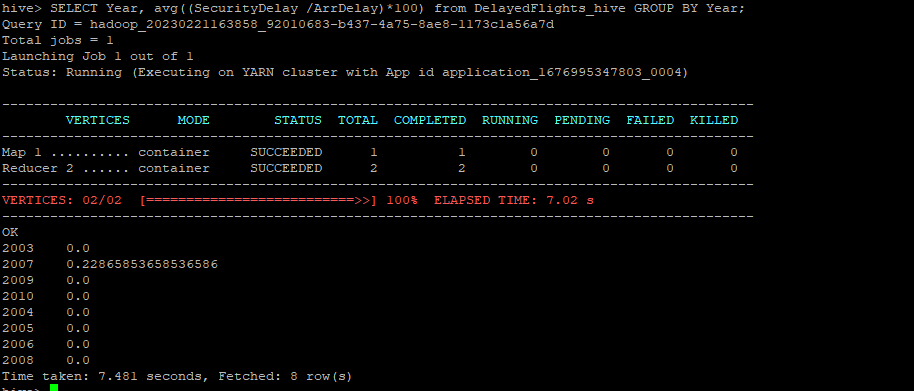 hive> SELECT Year, avg((SecurityDelay /ArrDelay)*100) from DelayedFlights_hive GROUP BY Year;
Query ID = hadoop_20230221163858_92010683-b437-4a75-8ae8-1173c1a56a7d
Total jobs = 1
Launching Job 1 out of 1
Status: Running (Executing on YARN cluster with App id application_1676995347803_0004)
----------------------------------------------------------------------------------------------
VERTICES MODE STATUS TOTAL COMPLETED RUNNING PENDING FAILED KILLED
----------------------------------------------------------------------------------------------
Map 1 .......... container SUCCEEDED 1 1 0 0 0 0
Reducer 2 ...... container SUCCEEDED 2 2 0 0 0 0
----------------------------------------------------------------------------------------------
VERTICES: 02/02 [==========================>>] 100% ELAPSED TIME: 7.02 s
----------------------------------------------------------------------------------------------
OK
2003 0.0
2007 0.22865853658536586
2009 0.0
2010 0.0
2004 0.0
2005 0.0
2006 0.0
2008 0.0
Time taken: 7.481 seconds, Fetched: 8 row(s)
hive>